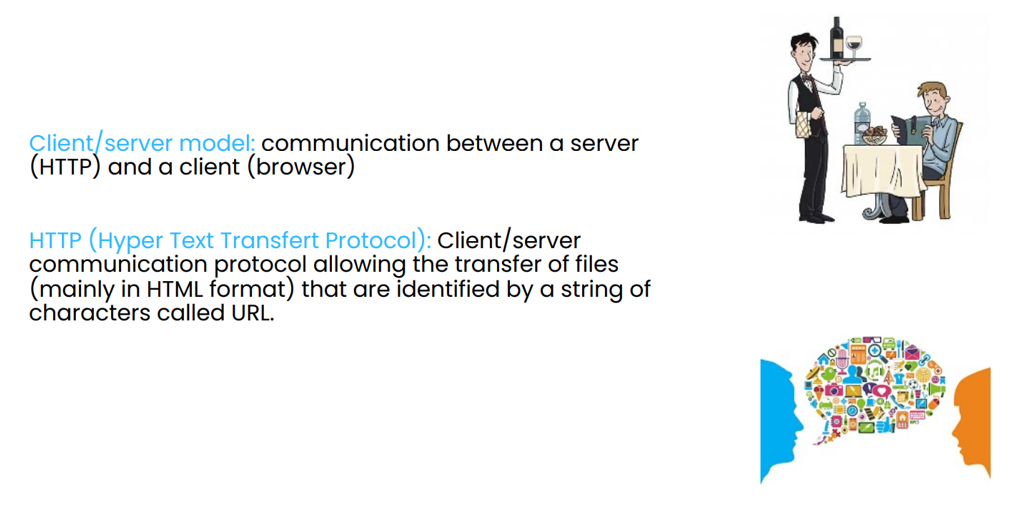 Client/server model: communication between a server
(HTTP) and a client (browser)
HTTP (Hyper Text Transfert Protocol): Client/server
communication protocol allowing the transfer of files
(mainly in HTML format) that are identified by a string of
characters called URL.